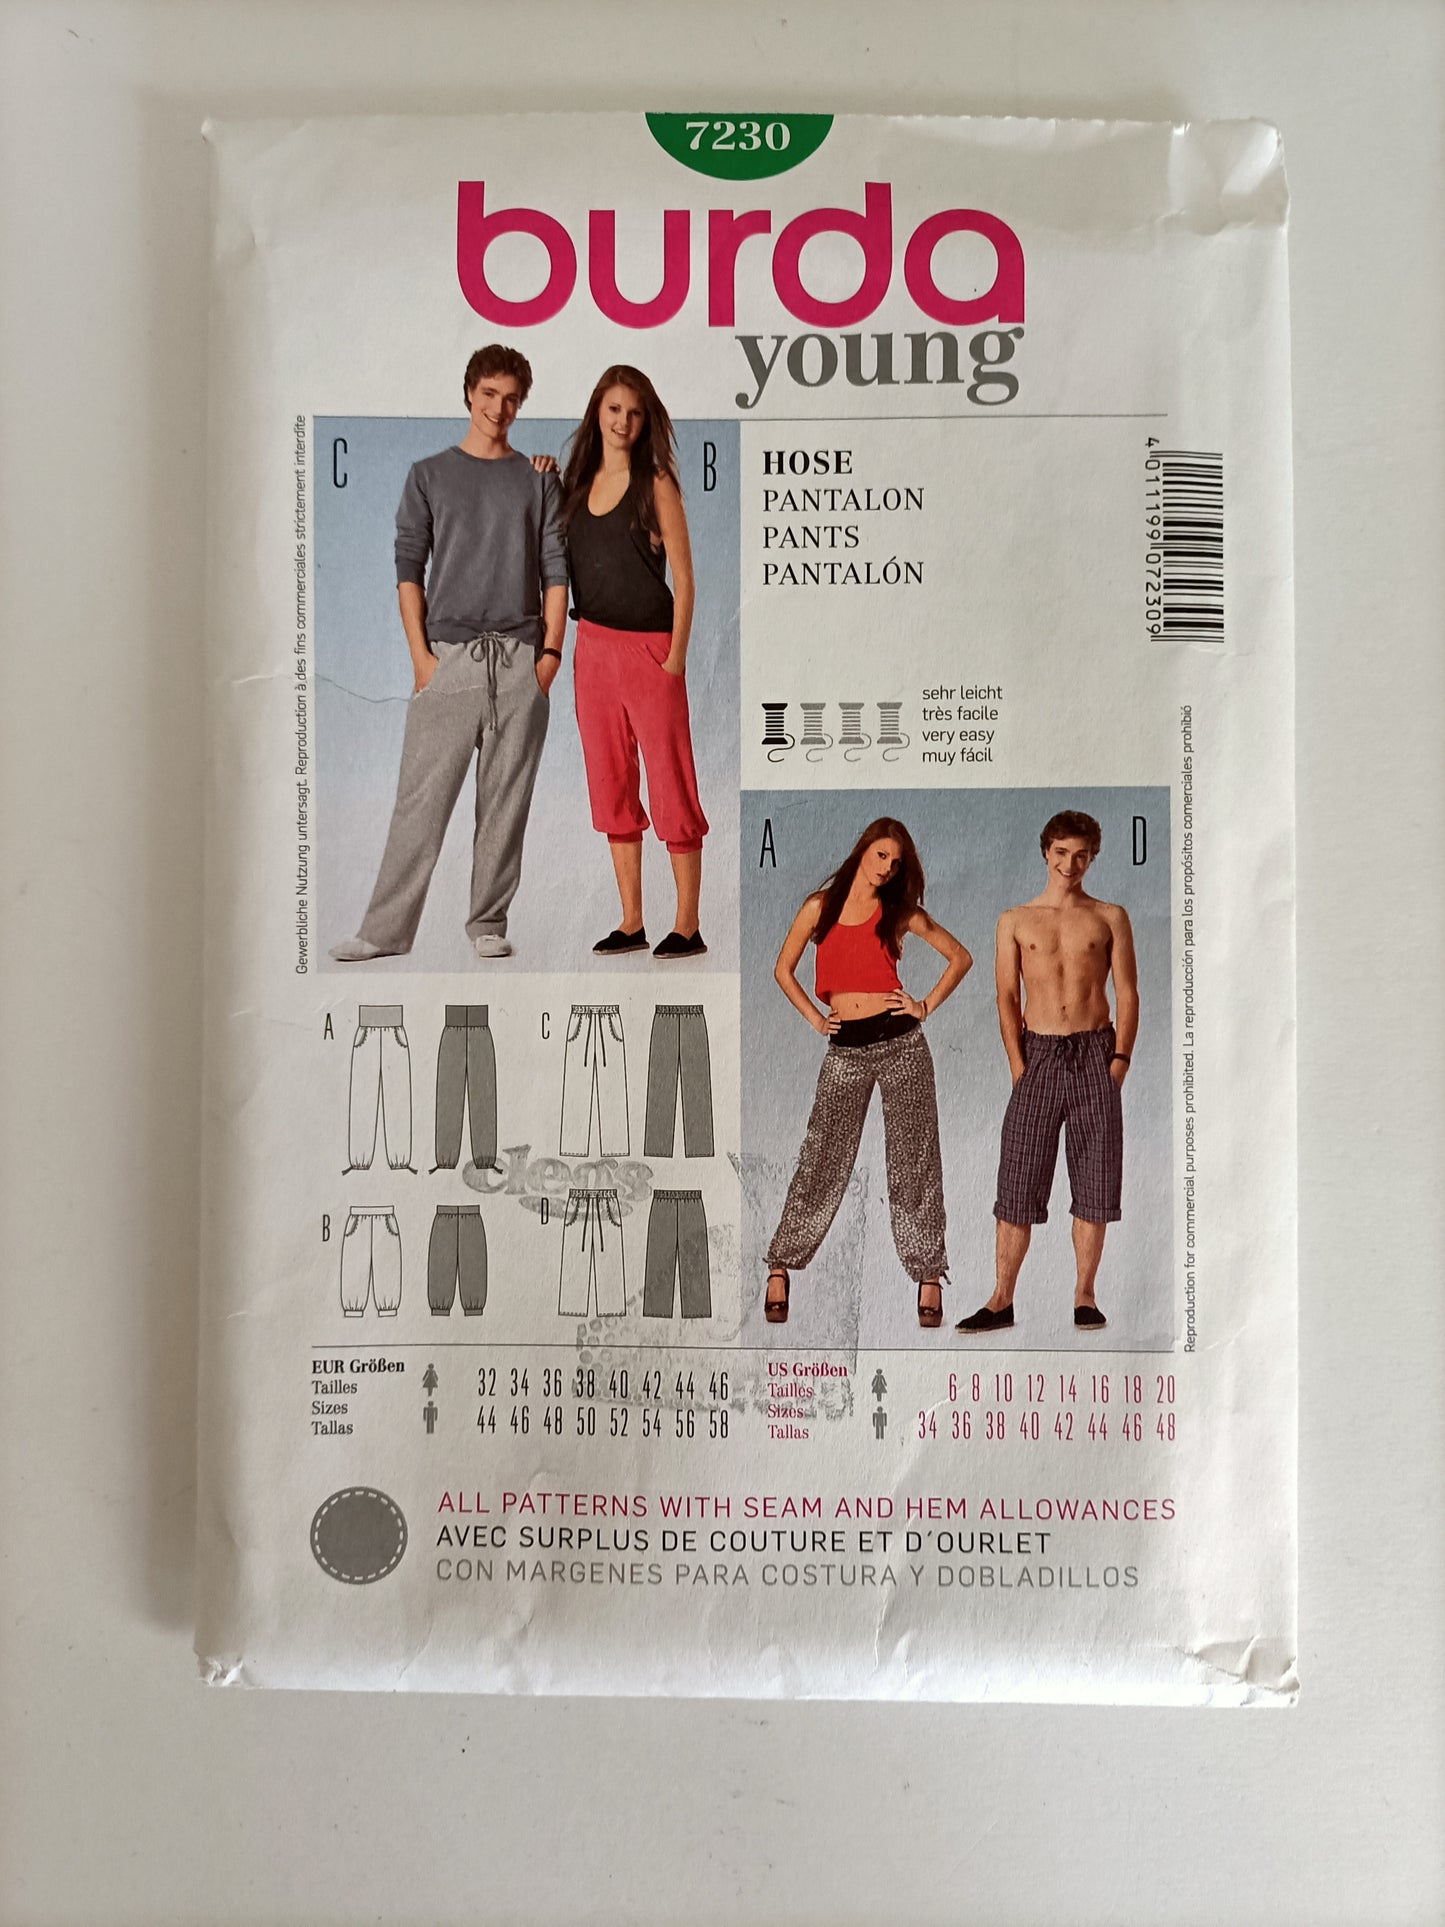 7230
burda
young
C
B
HOSE
PANTALON
PANTS
PANTALÓN
4 011199 072309
sehr leicht
très facile
very easy
muy fácil
A
D
Gewerbliche Nutzung untersagt. Reproduction à des fins commerciales strictement interdite
Reproduction for commercial purposes prohibited. La reproducción para los propósitos comerciales prohibió
A
C
clegs
B
D
EUR Größen
Tailles
Sizes
Tallas
32 34 36 38 40 42 44 46
44 46 48 50 52 54 56 58
US Größen
Tailles
Sizes
Tallas
6 8 10 12 14 16 18 20
34 36 38 40 42 44 46 48
ALL PATTERNS WITH SEAM AND HEM ALLOWANCES
AVEC SURPLUS DE COUTURE ET D´OURLET
CON MARGENES PARA COSTURA Y DOBLADILLOS